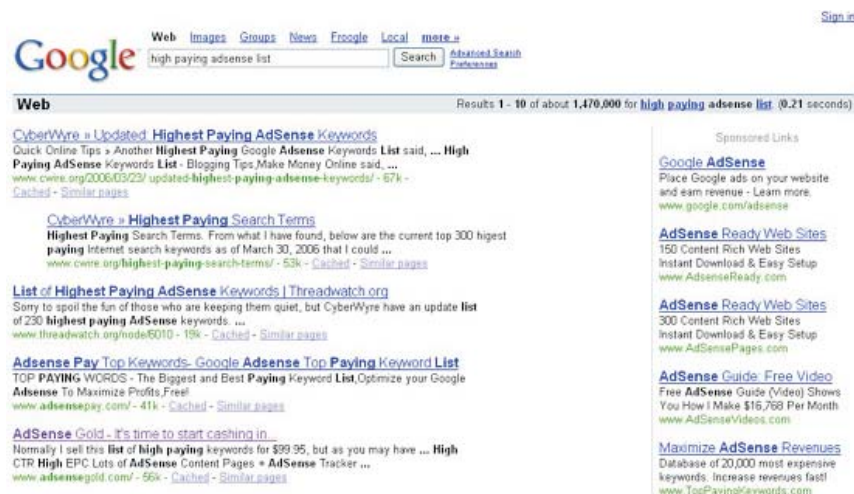 Sign in
Google
Web Images Groups News Froogle Local more »
high paying adsense list
Search
Advanced Search
Preferences
Web
Results 1 - 10 of about 1,470,000 for high paying adsense list. (0.21 seconds)
CyberWyre » Updated: Highest Paying AdSense Keywords
Quick Online Tips » Another Highest Paying Google Adsense Keywords List said, ... High
Paying AdSense Keywords List - Blogging Tips,Make Money Online said, ...
www.cwire.org/2006/03/23/ updated-highest-paying-adsense-keywords/ - 67k -
Cached - Similar pages
CyberWyre » Highest Paying Search Terms
Highest Paying Search Terms. From what I have found, below are the current top 300 higest
paying Internet search keywords as of March 30, 2006 that I could ...
www.cwire.org/highest-paying-search-terms/ - 53k - Cached - Similar pages
List of Highest Paying AdSense Keywords | Threadwatch.org
Sorry to spoil the fun of those who are keeping them quiet, but CyberWyre have an update list
of 230 highest paying AdSense keywords. ...
www.threadwatch.org/node/6010 - 19k - Cached - Similar pages
Adsense Pay Top Keywords- Google Adsense Top Paying Keyword List
TOP PAYING WORDS - The Biggest and Best Paying Keyword List,Optimize your Google
Adsense To Maximize Profits,Free!
www.adsensepay.com/ - 41k - Cached - Similar pages
AdSense Gold - It's time to start cashing in...
Normally I sell this list of high paying keywords for $99.95, but as you may have ... High
CTR High EPC Lots of AdSense Content Pages + AdSense Tracker ...
www.adsensegold.com/ - 56k - Cached - Similar pages
Sponsored Links
Google AdSense
Place Google ads on your website
and earn revenue - Learn more.
www.google.com/adsense
AdSense Ready Web Sites
150 Content Rich Web Sites
Instant Download & Easy Setup
www.AdsenseReady.com
AdSense Ready Web Sites
300 Content Rich Web Sites
Instant Download & Easy Setup
www.AdSensePages.com
AdSense Guide: Free Video
Free AdSense Guide (Video) Shows
You How I Make $16,768 Per Month
www.AdSenseVideos.com
Maximize AdSense Revenues
Database of 20,000 most expensive
keywords. Increase revenues fast!
www.TopPayingKeywords.com